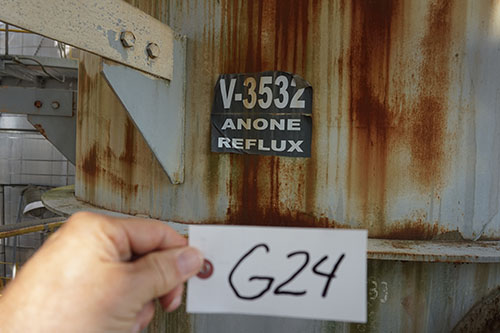 V-3532
ANONE
REFLUX
G24